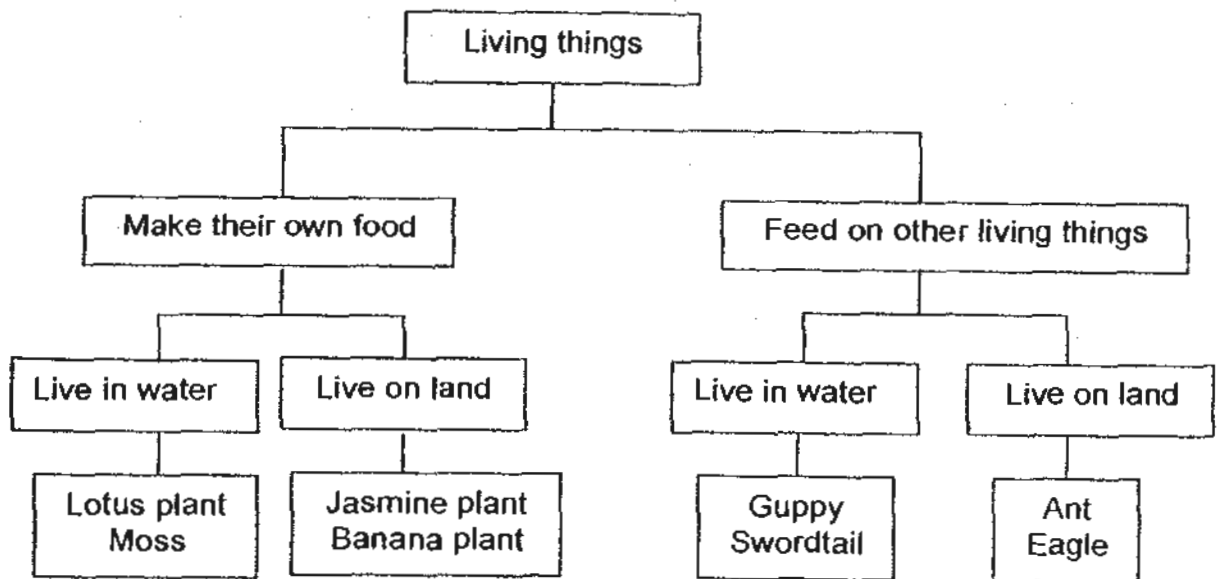 Living things
Make their own food
Feed on other living things
Live in water
Live on land
Live in water
Live on land
Lotus plant
Moss
Jasmine plant
Banana plant
Guppy
Swordtail
Ant
Eagle